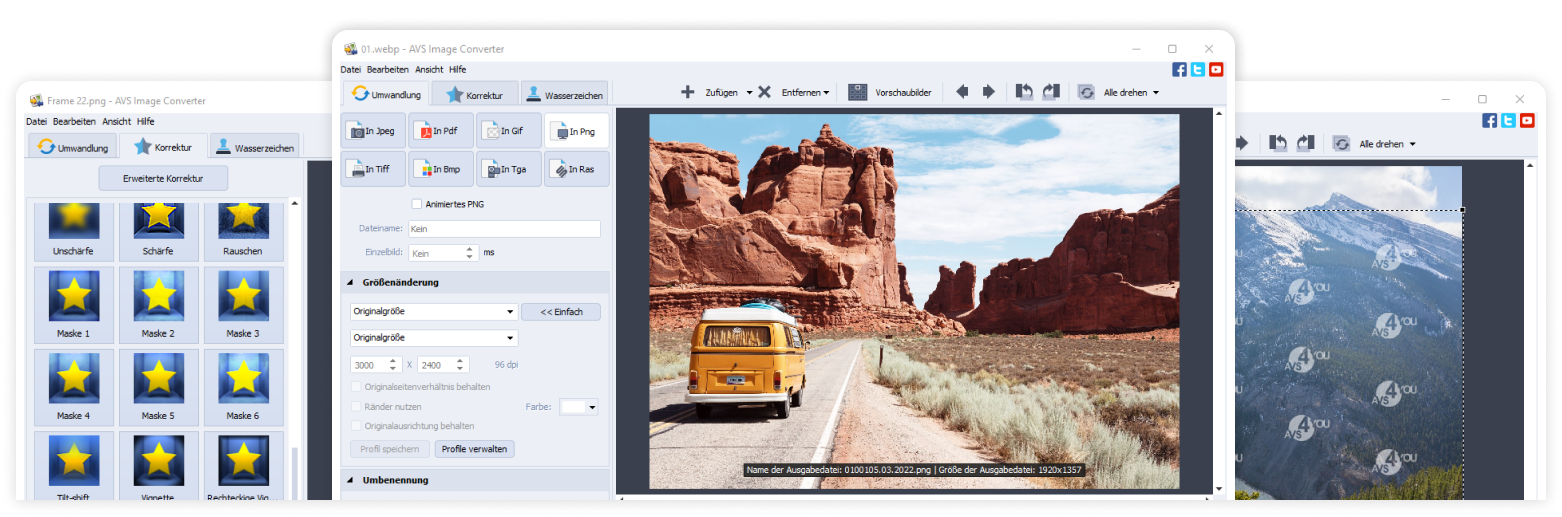 Frame 22.png - AVS Image Converter
Datei Bearbeiten Ansicht Hilfe
Umwandlung Korrektur Wasserzeichen
Erweiterte Korrektur
Unschärfe Schärfe Rauschen
Maske 1 Maske 2 Maske 3
Maske 4 Maske 5 Maske 6
Tilt-shift Vignette Rechteckige Vig...
01.webp - AVS Image Converter
Datei Bearbeiten Ansicht Hilfe
Umwandlung Korrektur Wasserzeichen
Zufügen Entfernen Vorschaubilder Alle drehen
In Jpeg In Pdf In Gif In Png
In Tiff In Bmp In Tga In Ras
Animiertes PNG
Dateiname: Kein
Einzelbild: Kein ms
Größenänderung
Originalgröße << Einfach
Originalgröße
3000 X 2400 96 dpi
Originalseitenverhältnis behalten
Ränder nutzen Farbe:
Originalausrichtung behalten
Profil speichern Profile verwalten
Umbenennung
Name der Ausgabedatei: 0100105.03.2022.png | Größe der Ausgabedatei: 1920x1357
Alle drehen
AVS4YOU
AVS4YOU
AVS4YOU
AVS4YOU
AVS4YOU
AVS4YOU
AVS4YOU